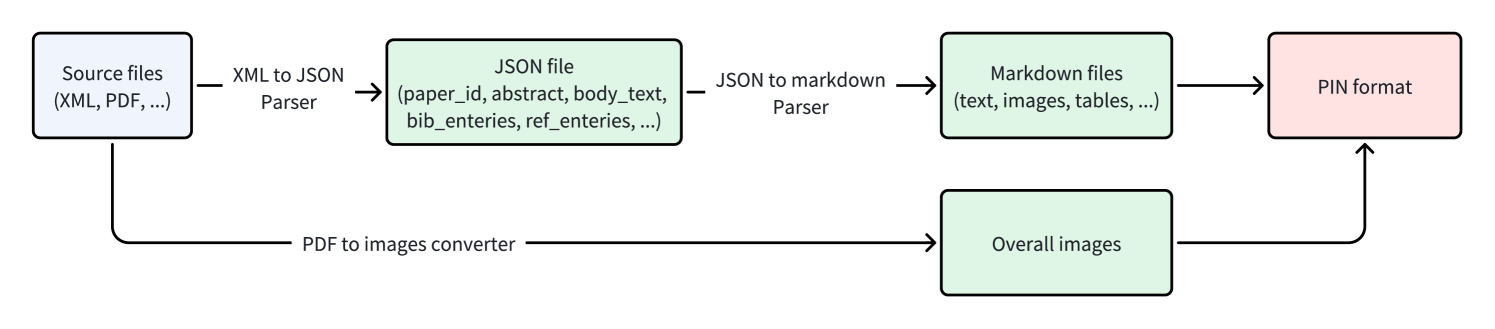 Source files
(XML, PDF, ...)
XML to JSON
Parser
JSON file
(paper_id, abstract, body_text,
bib_enteries, ref_enteries, ...)
JSON to markdown
Parser
Markdown files
(text, images, tables, ...)
PIN format
PDF to images converter
Overall images